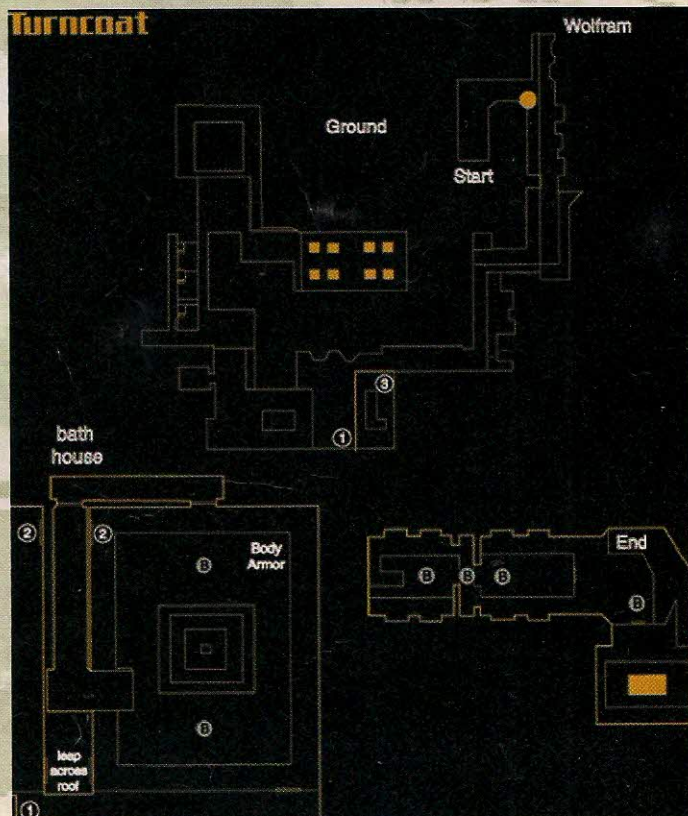 Turncoat
Wolfram
Ground
Start
③
①
bath
house
②
②
Body
Armor
B
B
End
B
B
B
B
leap
across
roof
①